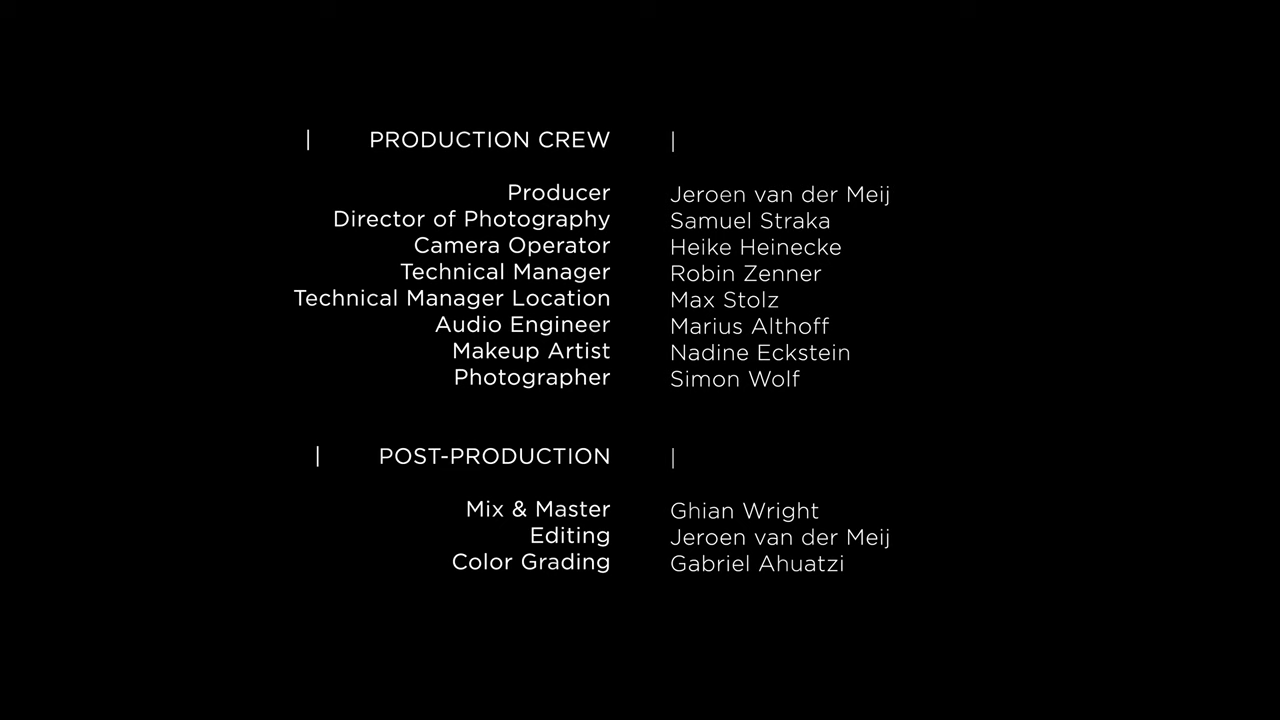 | PRODUCTION CREW |
Producer Jeroen van der Meij
Director of Photography Samuel Straka
Camera Operator Heike Heinecke
Technical Manager Robin Zenner
Technical Manager Location Max Stolz
Audio Engineer Marius Althoff
Makeup Artist Nadine Eckstein
Photographer Simon Wolf
| POST-PRODUCTION |
Mix & Master Ghian Wright
Editing Jeroen van der Meij
Color Grading Gabriel Ahuatzi